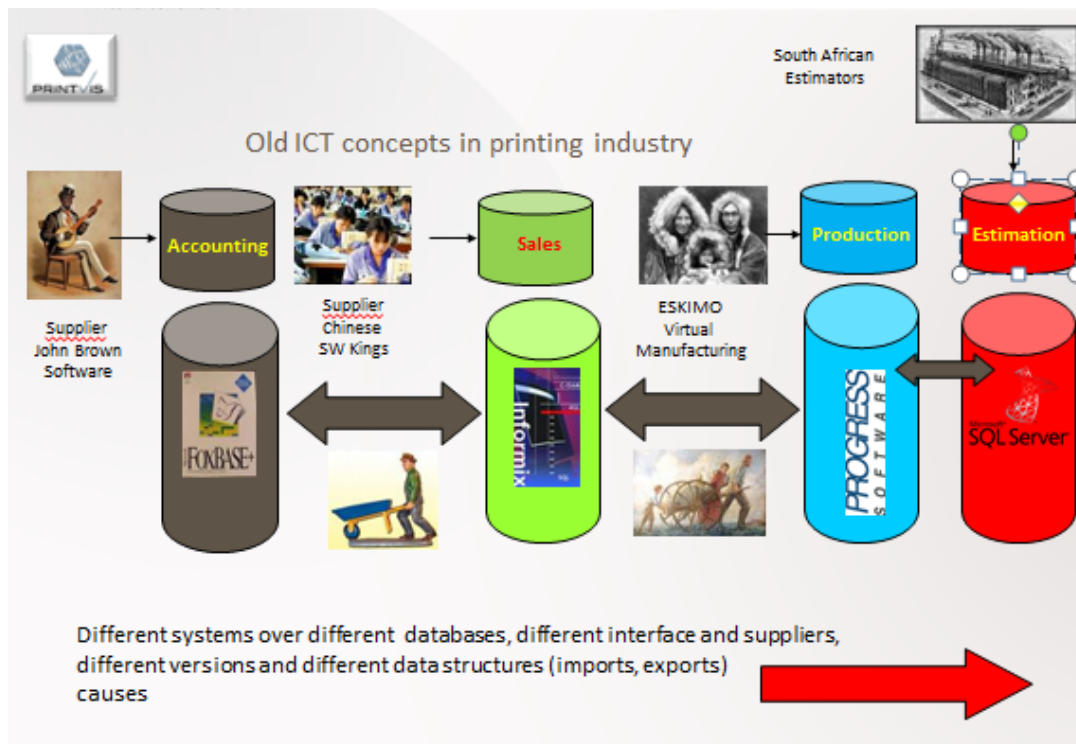 PRINTVIS
South African
Estimators
Old ICT concepts in printing industry
Accounting
Sales
Production
Estimation
Supplier
John Brown
Software
Supplier
Chinese
SW Kings
ESKIMO
Virtual
Manufacturing
FOXBASE+
Informix
SQL
PROGRESS
SOFTWARE
Microsoft
SQL Server
Different systems over different databases, different interface and suppliers,
different versions and different data structures (imports, exports)
causes